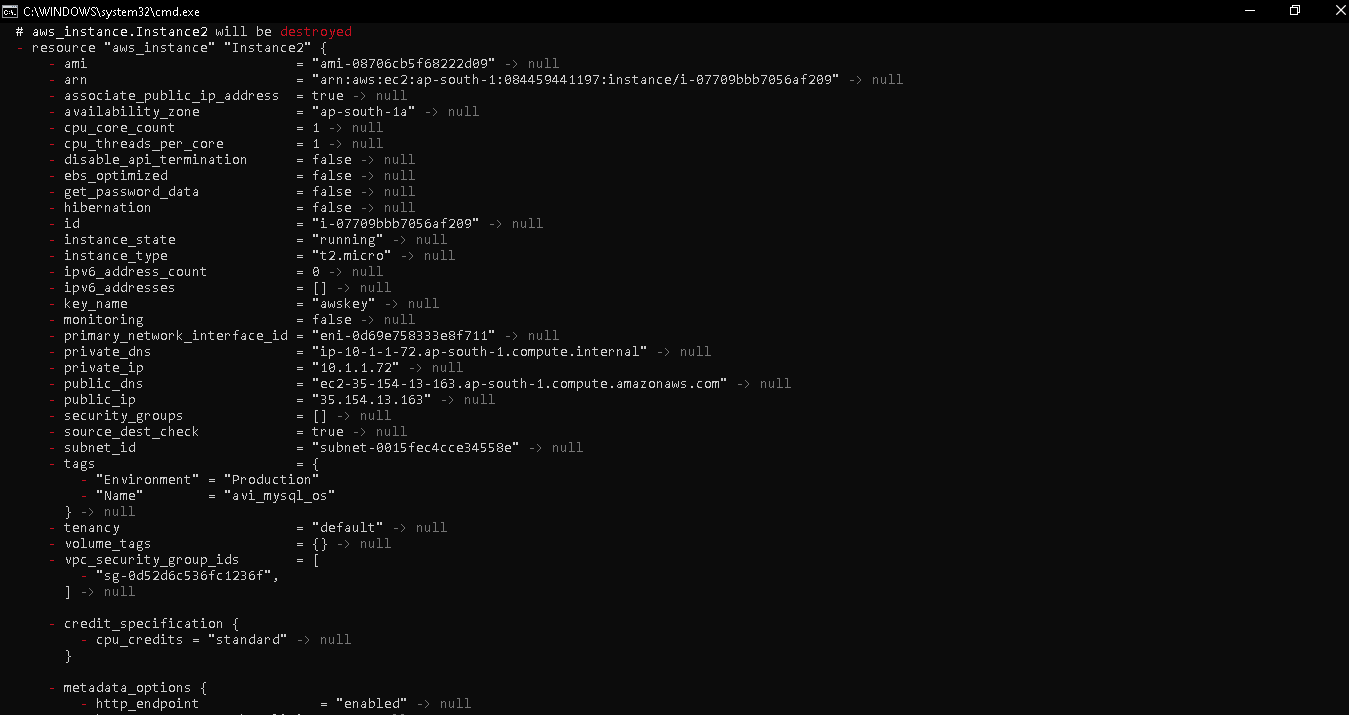 C:\WINDOWS\system32\cmd.exe
# aws_instance.Instance2 will be destroyed
- resource "aws_instance" "Instance2" {
- ami = "ami-08706cb5f68222d09" -> null
- arn = "arn:aws:ec2:ap-south-1:084459441197:instance/i-07709bbb7056af209" -> null
- associate_public_ip_address = true -> null
- availability_zone = "ap-south-1a" -> null
- cpu_core_count = 1 -> null
- cpu_threads_per_core = 1 -> null
- disable_api_termination = false -> null
- ebs_optimized = false -> null
- get_password_data = false -> null
- hibernation = false -> null
- id = "i-07709bbb7056af209" -> null
- instance_state = "running" -> null
- instance_type = "t2.micro" -> null
- ipv6_address_count = 0 -> null
- ipv6_addresses = [] -> null
- key_name = "awskey" -> null
- monitoring = false -> null
- primary_network_interface_id = "eni-0d69e758333e8f711" -> null
- private_dns = "ip-10-1-1-72.ap-south-1.compute.internal" -> null
- private_ip = "10.1.1.72" -> null
- public_dns = "ec2-35-154-13-163.ap-south-1.compute.amazonaws.com" -> null
- public_ip = "35.154.13.163" -> null
- security_groups = [] -> null
- source_dest_check = true -> null
- subnet_id = "subnet-0015fec4cce34558e" -> null
- tags = {
- "Environment" = "Production"
- "Name" = "avi_mysql_os"
} -> null
- tenancy = "default" -> null
- volume_tags = {} -> null
- vpc_security_group_ids = [
- "sg-0d52d6c536fc1236f",
] -> null
- credit_specification {
- cpu_credits = "standard" -> null
}
- metadata_options {
- http_endpoint = "enabled" -> null